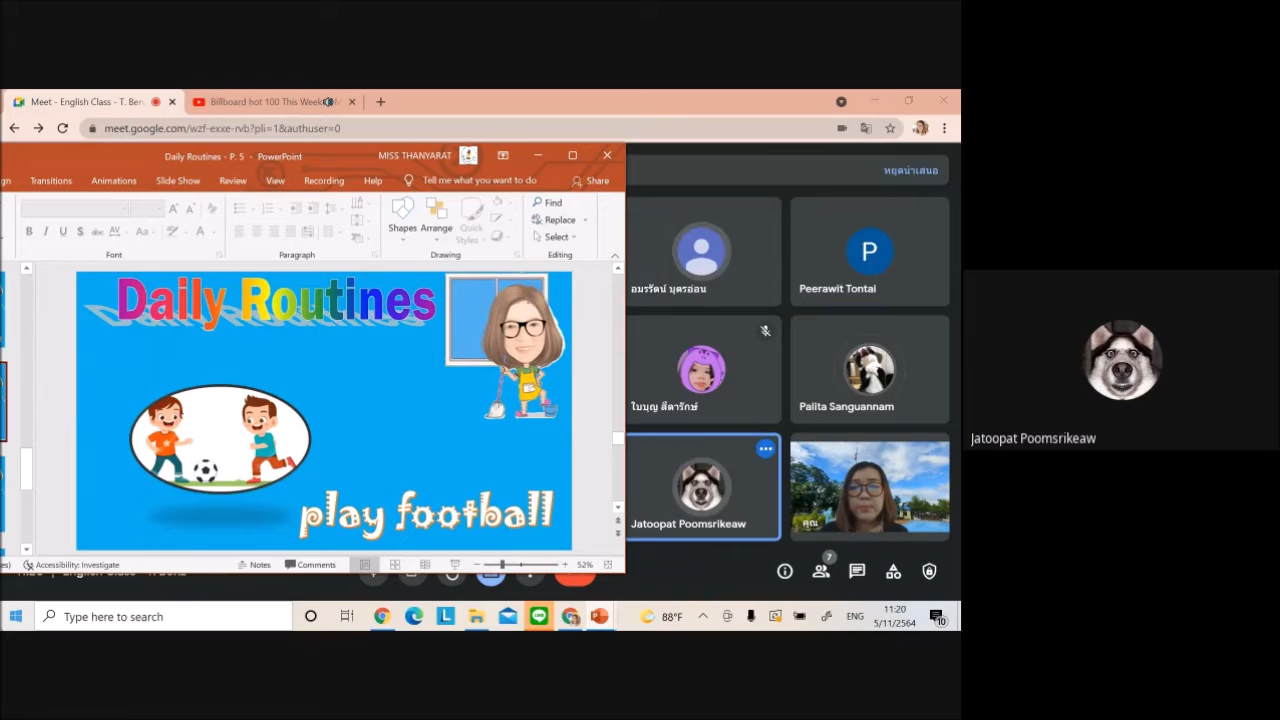 Meet - English Class - T. Ben
Billboard hot 100 This Week
meet.google.com/wzf-exxe-rvb?pli=1&authuser=0
Daily Routines - P. 5 - PowerPoint
MISS THANYARAT
Transitions Animations Slide Show Review View Recording Help Tell me what you want to do Share
Shapes Arrange Quick Styles
Find
Replace
Select
Font Paragraph Drawing Editing
Daily Routines
play football
Accessibility: Investigate Notes Comments 52%
หยุดนำเสนอ
อมรรัตน์ บุตรอ่อน
P
Peerawit Tontai
ใบบุญ สีดารักษ์
Palita Sanguannam
Jatoopat Poomsrikeaw
คุณ
7
Type here to search
88°F
ENG
11:20
5/11/2564
10
Jatoopat Poomsrikeaw